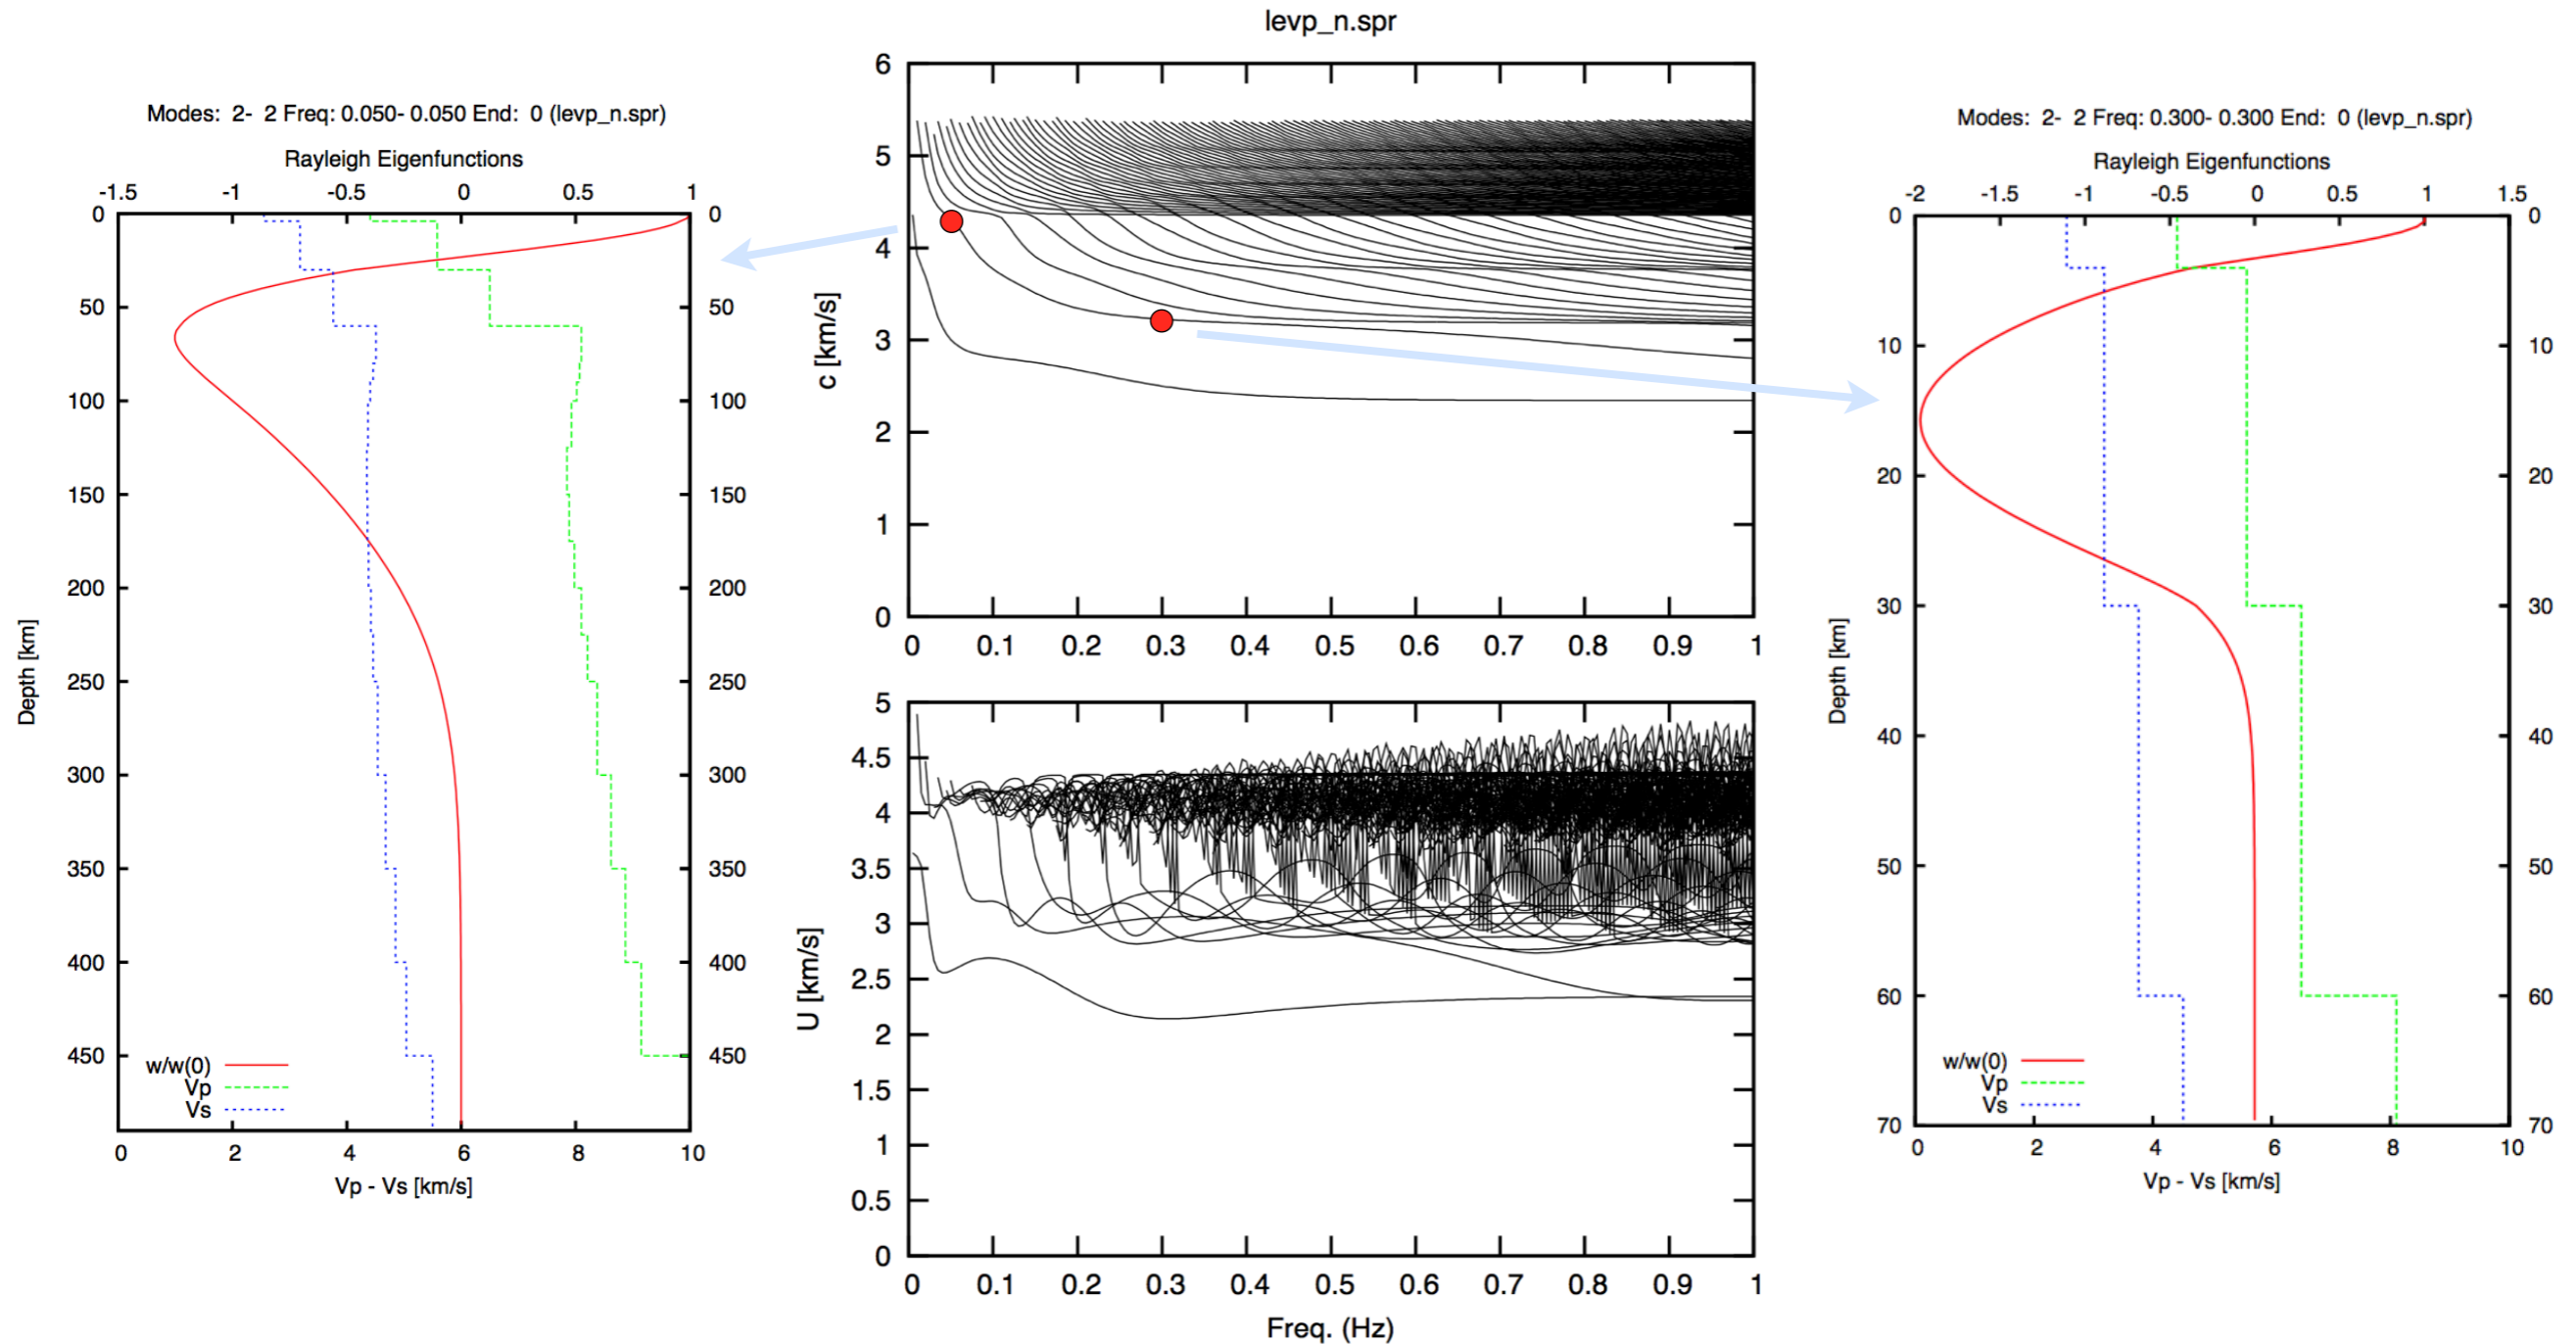 levp_n.spr
Modes: 2- 2 Freq: 0.050- 0.050 End: 0 (levp_n.spr)
Rayleigh Eigenfunctions
-1.5 -1 -0.5 0 0.5 1
0 0
50 50
100 100
150 150
200 200
250 250
300 300
350 350
400 400
450 450
Depth [km]
w/w(0)
Vp
Vs
0 2 4 6 8 10
Vp - Vs [km/s]
6
5
4
3
2
1
0
c [km/s]
0 0.1 0.2 0.3 0.4 0.5 0.6 0.7 0.8 0.9 1
5
4.5
4
3.5
3
2.5
2
1.5
1
0.5
0
U [km/s]
0 0.1 0.2 0.3 0.4 0.5 0.6 0.7 0.8 0.9 1
Freq. (Hz)
Modes: 2- 2 Freq: 0.300- 0.300 End: 0 (levp_n.spr)
Rayleigh Eigenfunctions
-2 -1.5 -1 -0.5 0 0.5 1 1.5
0 0
10 10
20 20
30 30
40 40
50 50
60 60
70 70
Depth [km]
w/w(0)
Vp
Vs
0 2 4 6 8 10
Vp - Vs [km/s]